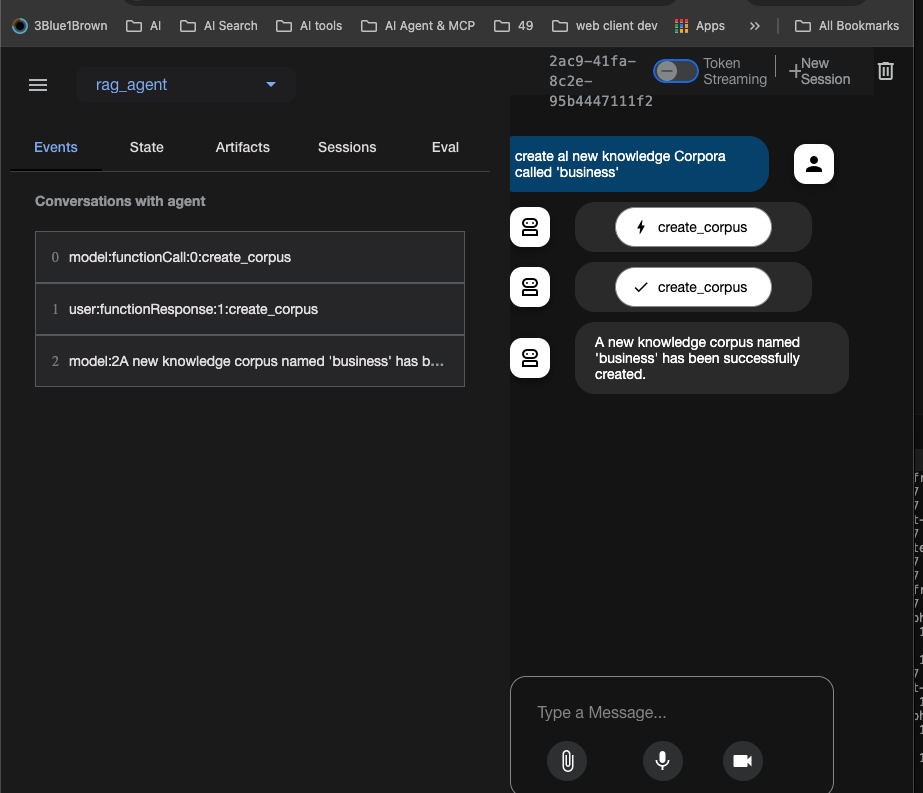 3Blue1Brown
AI
AI Search
AI tools
AI Agent & MCP
49
web client dev
Apps
»
All Bookmarks
rag_agent
2ac9-41fa-
8c2e-
95b4447111f2
Token
Streaming
New
Session
Events
State
Artifacts
Sessions
Eval
Conversations with agent
0 model:functionCall:0:create_corpus
1 user:functionResponse:1:create_corpus
2 model:2A new knowledge corpus named 'business' has b...
create al new knowledge Corpora
called 'business'
create_corpus
create_corpus
A new knowledge corpus named
'business' has been successfully
created.
Type a Message...